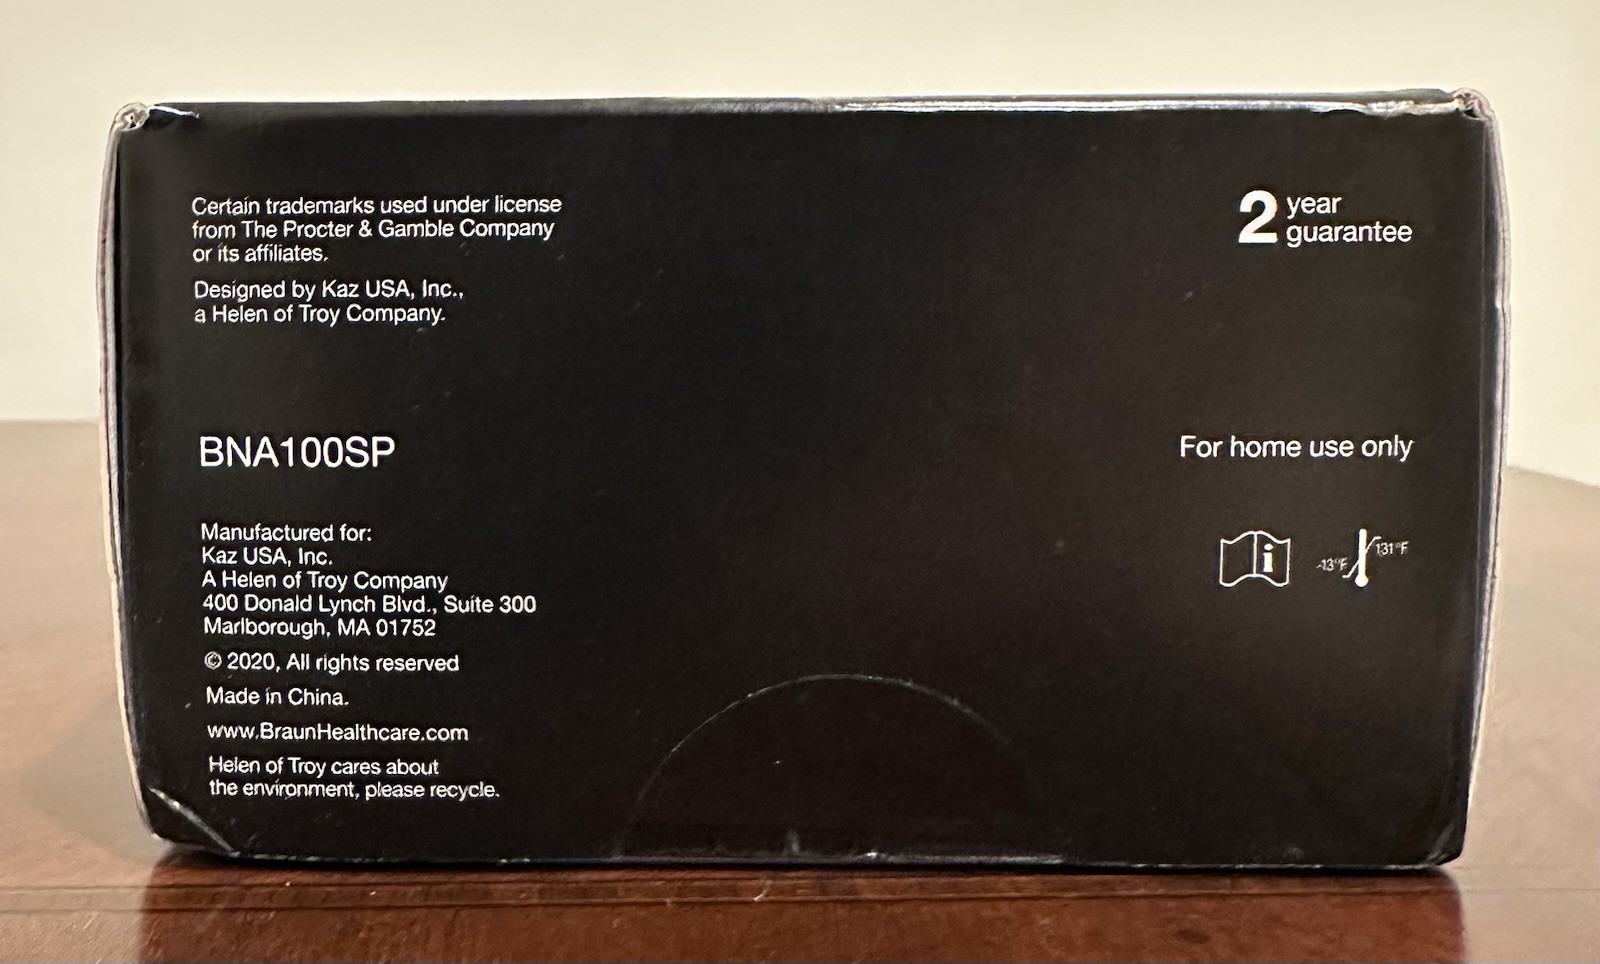 Certain trademarks used under license
from The Procter & Gamble Company
or its affiliates.
Designed by Kaz USA, Inc.,
a Helen of Troy Company.
2 year
guarantee
BNA100SP
For home use only
Manufactured for:
Kaz USA, Inc.
A Helen of Troy Company
400 Donald Lynch Blvd., Suite 300
Marlborough, MA 01752
© 2020, All rights reserved
Made in China.
www.BraunHealthcare.com
Helen of Troy cares about
the environment, please recycle.
i
-13°F
131°F